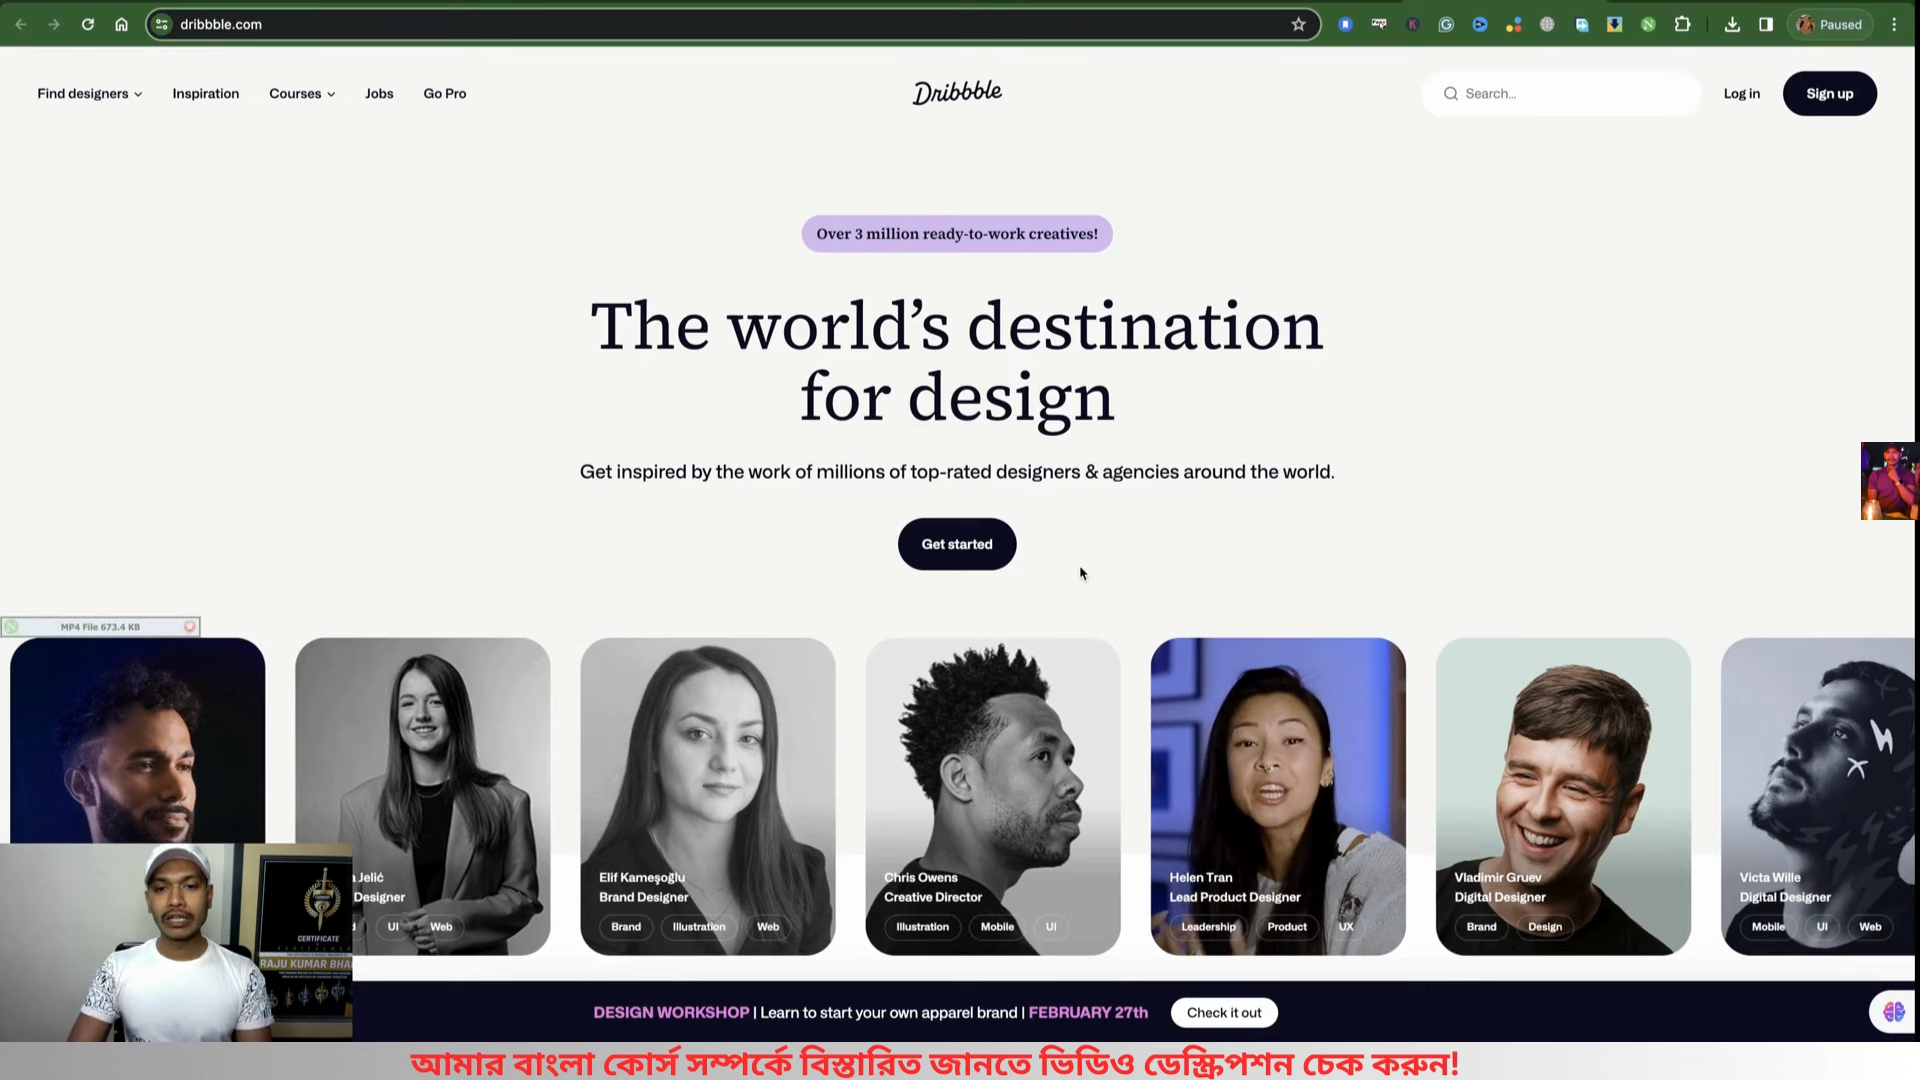 dribbble.com
Paused
Find designers
Inspiration
Courses
Jobs
Go Pro
Dribbble
Search...
Log in
Sign up
Over 3 million ready-to-work creatives!
The world's destination
for design
Get inspired by the work of millions of top-rated designers & agencies around the world.
Get started
MP4 File 673.4 KB
Jelić
Designer
UI
Web
Elif Kameşoğlu
Brand Designer
Brand
Illustration
Web
Chris Owens
Creative Director
Illustration
Mobile
UI
Helen Tran
Lead Product Designer
Leadership
Product
UX
Vladimir Gruev
Digital Designer
Brand
Design
Victa Wille
Digital Designer
Mobile
UI
Web
CERTIFICATE
RAJU KUMAR BHA
DESIGN WORKSHOP | Learn to start your own apparel brand | FEBRUARY 27th
Check it out
আমার বাংলা কোর্স সম্পর্কে বিস্তারিত জানতে ভিডিও ডেস্ক্রিপশন চেক করুন!